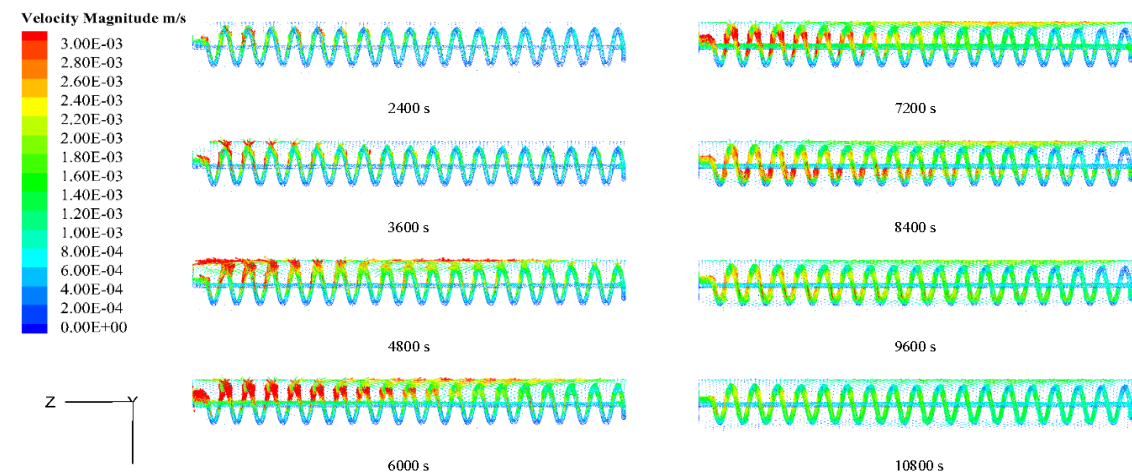 Velocity Magnitude m/s
3.00E-03
2.80E-03
2.60E-03
2.40E-03
2.20E-03
2.00E-03
1.80E-03
1.60E-03
1.40E-03
1.20E-03
1.00E-03
8.00E-04
6.00E-04
4.00E-04
2.00E-04
0.00E+00
Z
Y
2400 s
3600 s
4800 s
6000 s
7200 s
8400 s
9600 s
10800 s